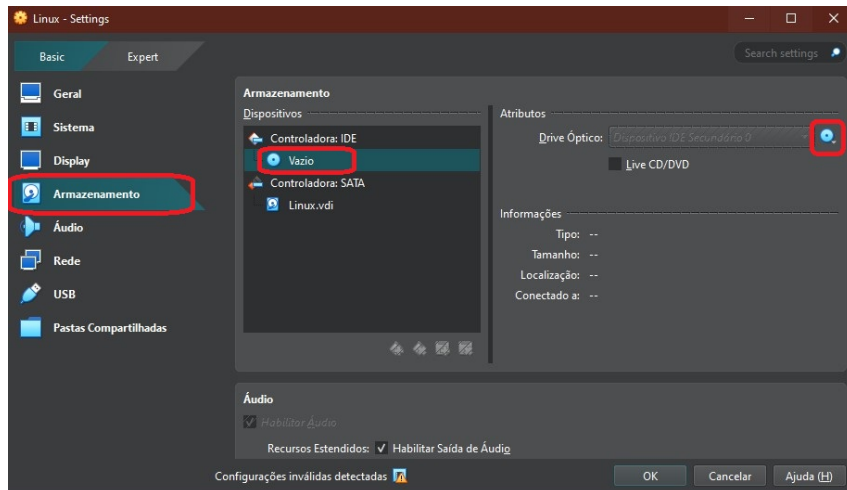 Linux - Settings
Basic Expert Search settings
Geral
Sistema
Display
Armazenamento
Áudio
Rede
USB
Pastas Compartilhadas
Armazenamento
Dispositivos
Controladora: IDE
Vazio
Controladora: SATA
Linux.vdi
Atributos
Drive Óptico: Dispositivo IDE Secundário 0
Live CD/DVD
Informações
Tipo: --
Tamanho: --
Localização: --
Conectado a: --
Áudio
Habilitar Áudio
Recursos Estendidos: Habilitar Saída de Áudio
Configurações inválidas detectadas OK Cancelar Ajuda (H)